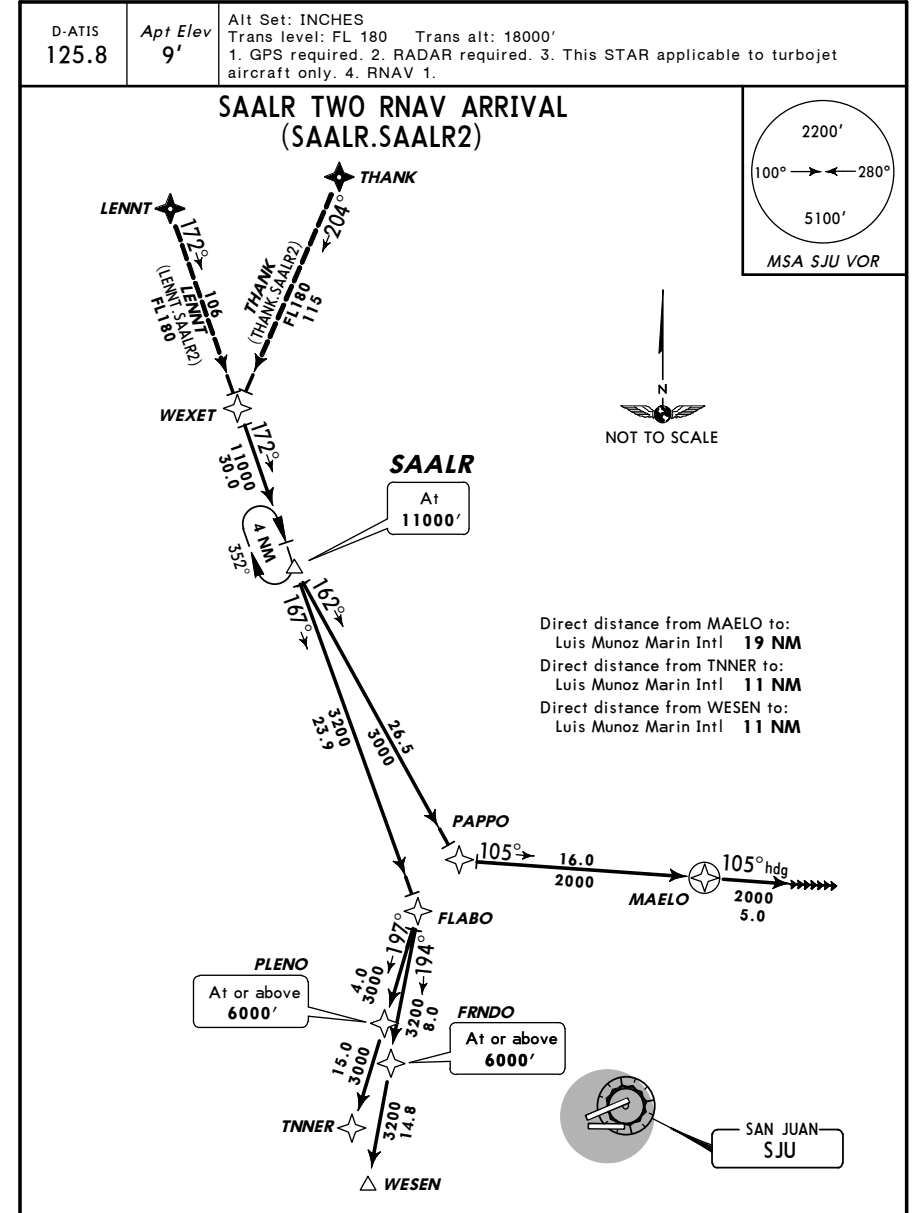 D-ATIS
125.8
Apt Elev
9'
Alt Set: INCHES
Trans level: FL 180 Trans alt: 18000'
1. GPS required. 2. RADAR required. 3. This STAR applicable to turbojet
aircraft only. 4. RNAV 1.
SAALR TWO RNAV ARRIVAL
(SAALR.SAALR2)
2200'
100° 280°
5100'
MSA SJU VOR
THANK
LENNT
172°
106
LENNT
(LENNT.SAALR2)
FL180
204°
THANK
(THANK.SAALR2)
FL180
115
WEXET
N
NOT TO SCALE
172°
11000
30.0
SAALR
At
11000'
4 NM
352°
162°
167°
Direct distance from MAELO to:
Luis Munoz Marin Intl 19 NM
Direct distance from TNNER to:
Luis Munoz Marin Intl 11 NM
Direct distance from WESEN to:
Luis Munoz Marin Intl 11 NM
3200
23.9
26.5
3000
PAPPO
105°
16.0
2000
MAELO
105° hdg
2000
5.0
FLABO
197°
194°
PLENO
At or above
6000'
4.0
3000
3200
8.0
FRNDO
At or above
6000'
15.0
3000
TNNER
3200
14.8
WESEN
SAN JUAN
SJU